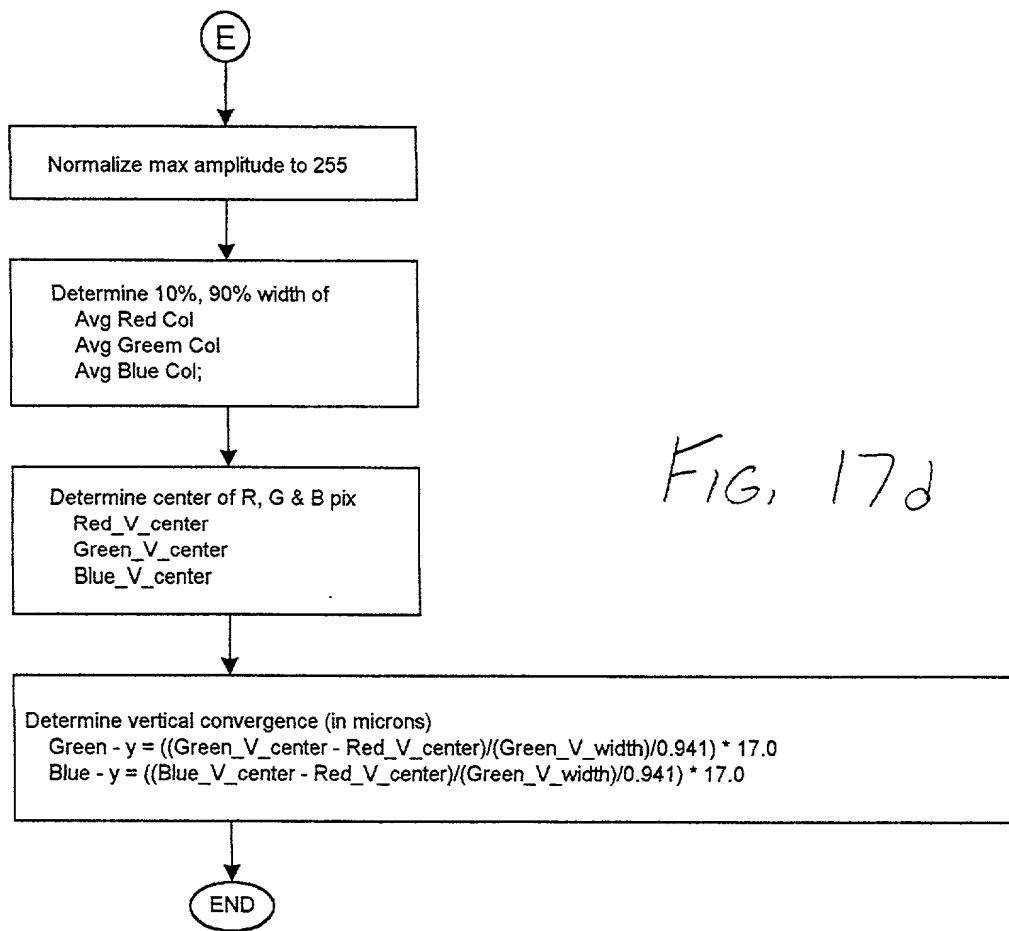 E
Normalize max amplitude to 255
Determine 10%, 90% width of
Avg Red Col
Avg Greem Col
Avg Blue Col;
Determine center of R, G & B pix
Red_V_center
Green_V_center
Blue_V_center
FIG. 17d
Determine vertical convergence (in microns)
Green - y = ((Green_V_center - Red_V_center)/(Green_V_width)/0.941) * 17.0
Blue - y = ((Blue_V_center - Red_V_center)/(Green_V_width)/0.941) * 17.0
END